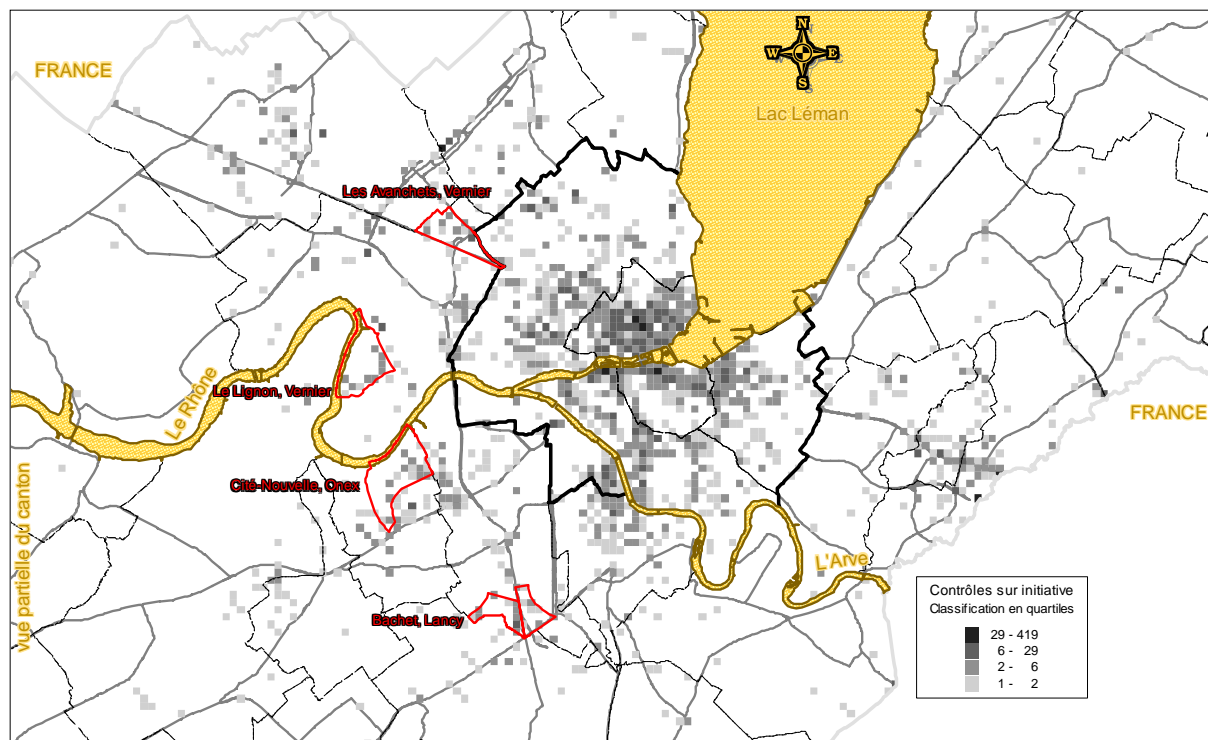 N
W E
S
FRANCE
Lac Léman
Les Avanchets, Vernier
Le Rhône
Le Lignon, Vernier
FRANCE
Cité-Nouvelle, Onex
vue partielle du canton
L'Arve
Bachet, Lancy
Contrôles sur initiative
Classification en quartiles
29 - 419
6 - 29
2 - 6
1 - 2